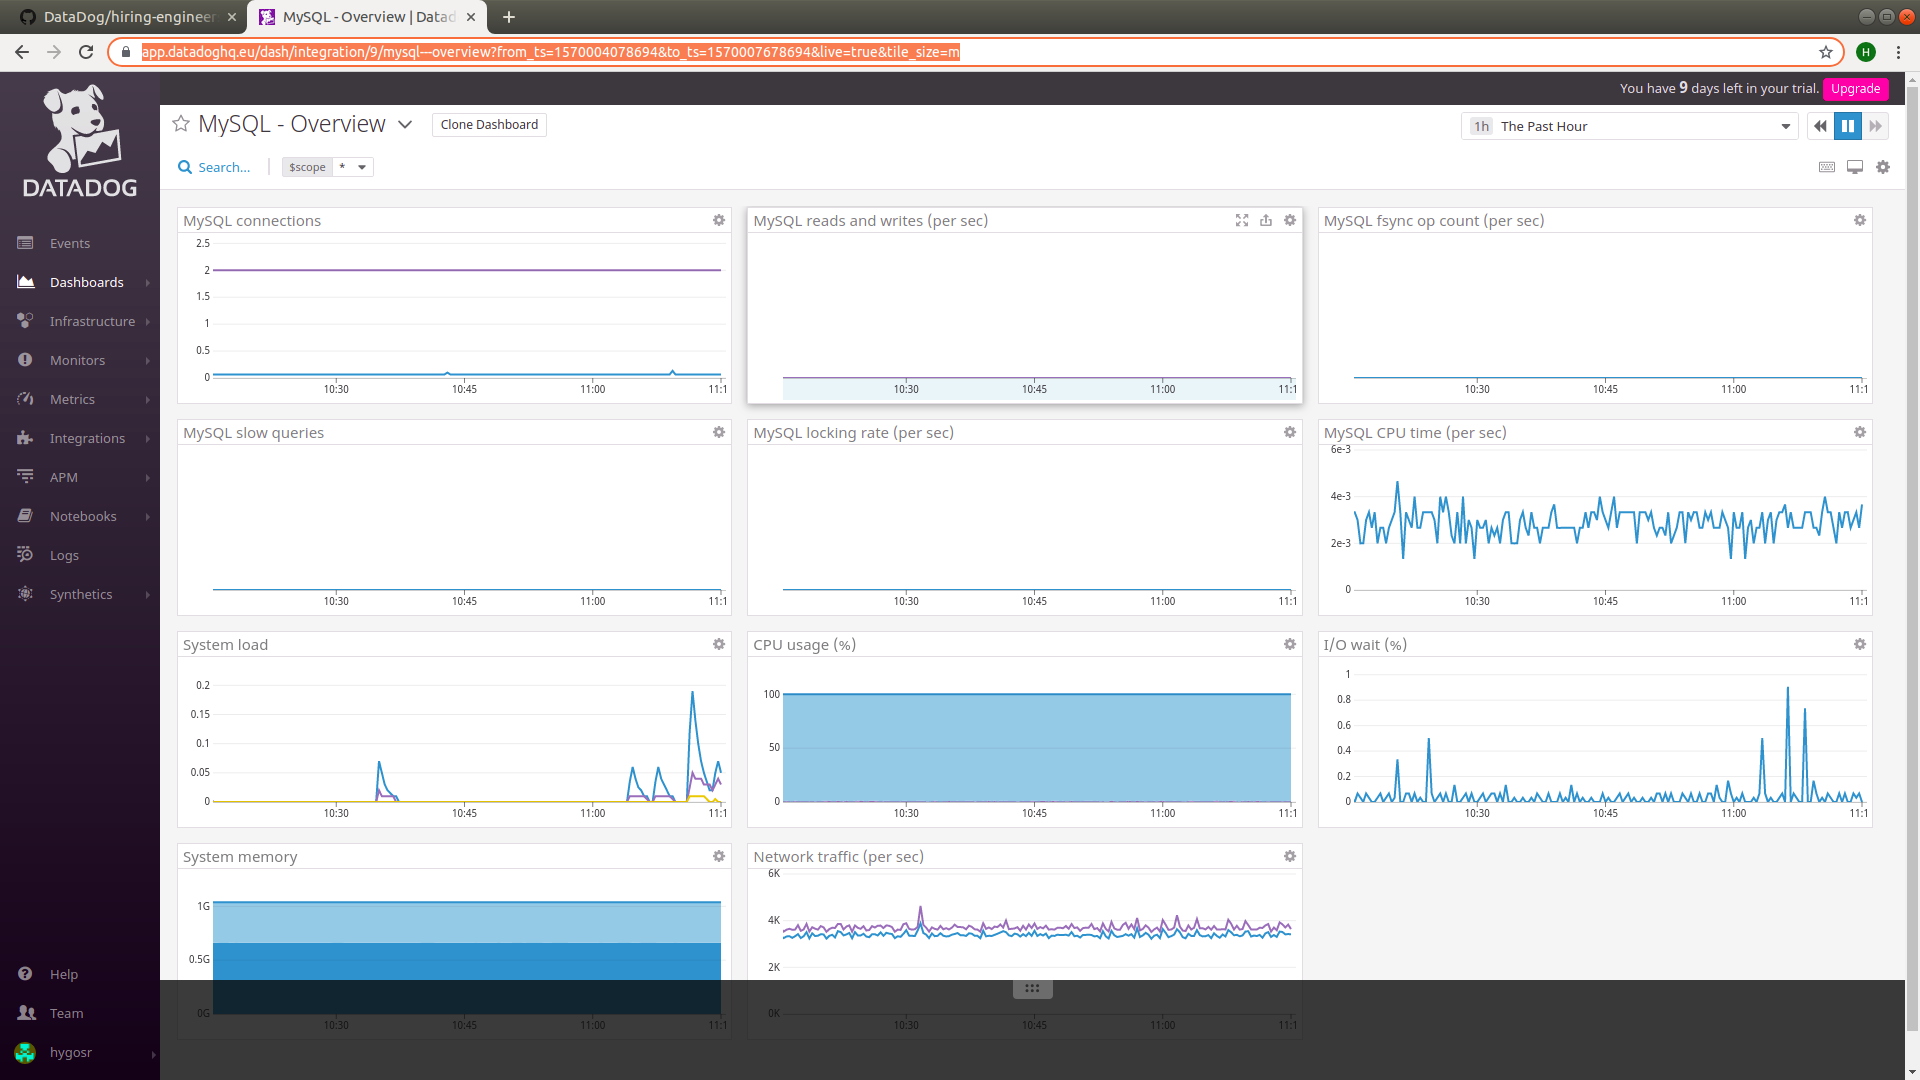 DataDog/hiring-engineer
MySQL - Overview | Datad
app.datadoghq.eu/dash/integration/9/mysql---overview?from_ts=1570004078694&to_ts=1570007678694&live=true&tile_size=m
H
You have 9 days left in your trial. Upgrade
DATADOG
Events
Dashboards
Infrastructure
Monitors
Metrics
Integrations
APM
Notebooks
Logs
Synthetics
Help
Team
hygosr
MySQL - Overview
Clone Dashboard
1h The Past Hour
Search...
$scope *
MySQL connections
2.5
2
1.5
1
0.5
0
10:30 10:45 11:00 11:1
MySQL reads and writes (per sec)
10:30 10:45 11:00 11:1
MySQL fsync op count (per sec)
10:30 10:45 11:00 11:1
MySQL slow queries
10:30 10:45 11:00 11:1
MySQL locking rate (per sec)
10:30 10:45 11:00 11:1
MySQL CPU time (per sec)
6e-3
4e-3
2e-3
0
10:30 10:45 11:00 11:1
System load
0.2
0.15
0.1
0.05
0
10:30 10:45 11:00 11:1
CPU usage (%)
100
50
0
10:30 10:45 11:00 11:1
I/O wait (%)
1
0.8
0.6
0.4
0.2
0
10:30 10:45 11:00 11:1
System memory
1G
0.5G
0G
10:30 10:45 11:00 11:1
Network traffic (per sec)
6K
4K
2K
0K
10:30 10:45 11:00 11:1